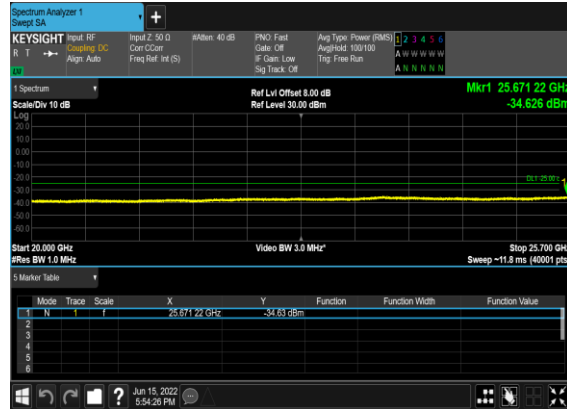 Spectrum Analyzer 1
Swept SA
+
KEYSIGHT Input: RF Input Z: 50 Ω #Atten: 40 dB PNO: Fast Avg Type: Power (RMS) 1 2 3 4 5 6
R T Coupling: DC Corr CCorr Gate: Off Avg|Hold: 100/100 A W W W W W
Align: Auto Freq Ref: Int (S) IF Gain: Low Trig: Free Run
Sig Track: Off A N N N N N
1 Spectrum Ref Lvl Offset 8.00 dB Mkr1 25.671 22 GHz
Scale/Div 10 dB Ref Level 30.00 dBm -34.626 dBm
Log
20.0
10.0
0.00
-10.0
-20.0
DL1 -25.00
-30.0
-40.0
-50.0
-60.0
Start 20.000 GHz Video BW 3.0 MHz* Stop 25.700 GHz
#Res BW 1.0 MHz Sweep ~11.8 ms (40001 pts)
5 Marker Table
Mode Trace Scale X Y Function Function Width Function Value
1 N 1 f 25.671 22 GHz -34.63 dBm
2
3
4
5
6
? Jun 15, 2022
5:54:26 PM